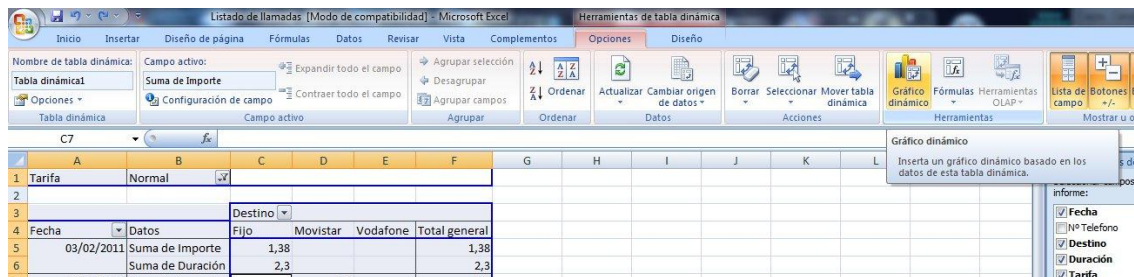 Listado de llamadas [Modo de compatibilidad] - Microsoft Excel Herramientas de tabla dinámica
Inicio Insertar Diseño de página Fórmulas Datos Revisar Vista Complementos Opciones Diseño
Nombre de tabla dinámica: Campo activo: Expandir todo el campo Agrupar selección
Tabla dinámica1 Suma de Importe Desagrupar Ordenar Actualizar Cambiar origen de datos Borrar Seleccionar Mover tabla dinámica Gráfico dinámico Fórmulas Herramientas OLAP Lista de campo Botones +/-
Opciones Configuración de campo Contraer todo el campo Agrupar campos
Tabla dinámica Campo activo Agrupar Ordenar Datos Acciones Herramientas Mostrar u o
C7 fx Gráfico dinámico
Inserta un gráfico dinámico basado en los
datos de esta tabla dinámica.
A B C D E F G H I J K L
1 Tarifa Normal
2 informe:
3 Destino Fecha
4 Fecha Datos Fijo Movistar Vodafone Total general Nº Telefono
5 03/02/2011 Suma de Importe 1,38 1,38 Destino
6 Suma de Duración 2,3 2,3 Duración
Tarifa